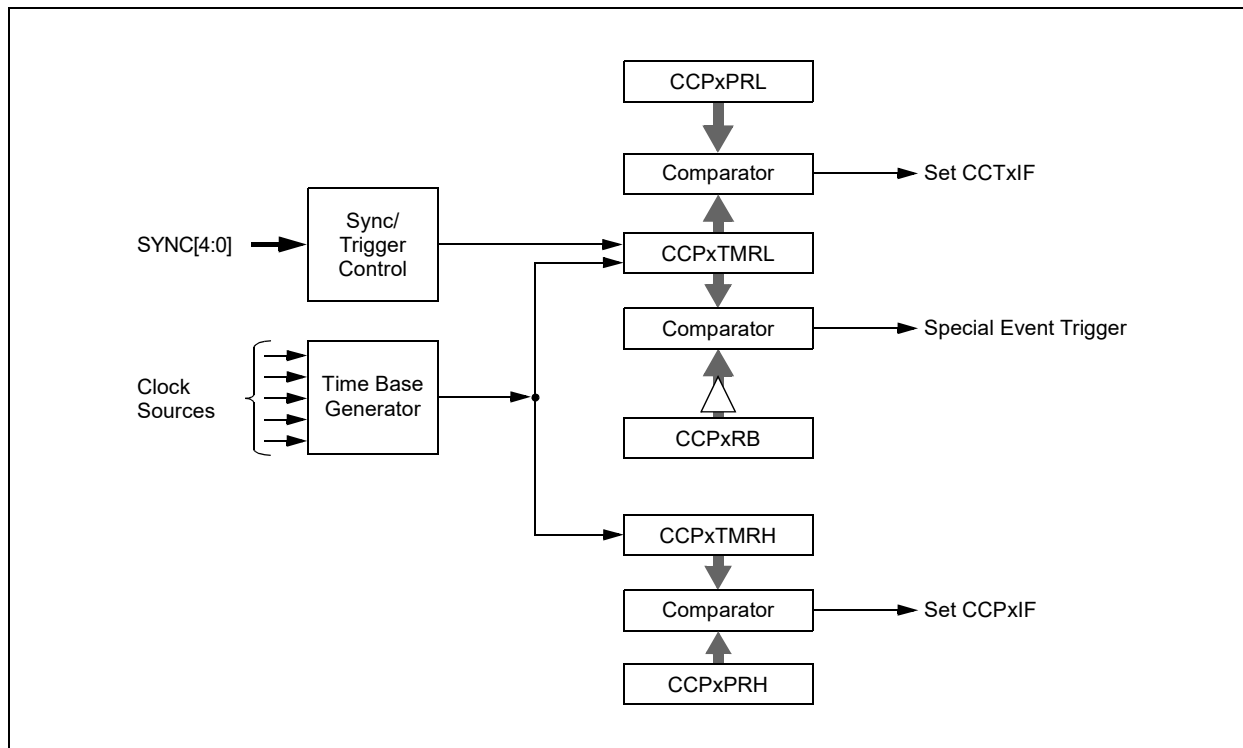 CCPxPRL
Comparator
Set CCTxIF
SYNC[4:0]
Sync/
Trigger
Control
CCPxTMRL
Comparator
Special Event Trigger
Clock
Sources
Time Base
Generator
CCPxRB
CCPxTMRH
Comparator
Set CCPxIF
CCPxPRH